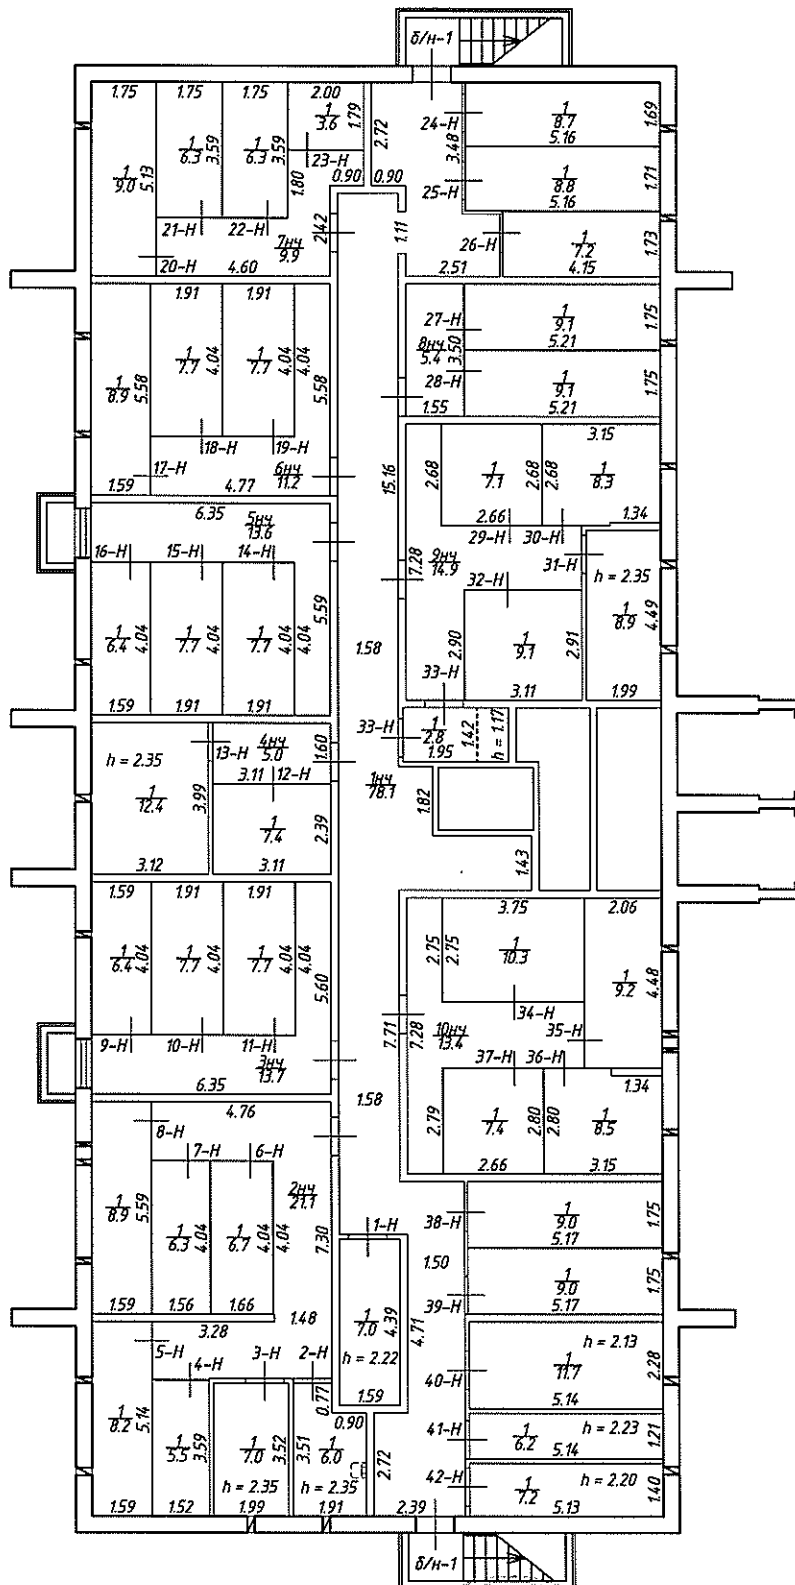 б/н-1
1.75 1.75 1.75 2.00
1 3.6
1.79
2.72
24-Н
1 8.7
5.16
1.69
1 9.0
5.13
1 6.3
3.59
1 6.3
3.59
23-Н
1.80
0.90 0.90
3.48
25-Н
1 8.8
5.16
1.71
21-Н 22-Н
20-Н
7нч 9.9
2.42
4.60
1.11
2.51
26-Н
1 7.2
4.15
1.73
1.91 1.91
1 8.9
5.58
1 7.7
4.04
1 7.7
4.04
4.04
5.58
27-Н
8нч 5.4
3.50
28-Н
1.55
1 9.1
5.21
1.75
1 9.1
5.21
1.75
17-Н
18-Н
19-Н
1.59
4.77
6нч 11.2
15.16
2.68
1 7.1
2.68
2.68
3.15
1 8.3
2.66
29-Н
30-Н
1.34
6.35
5нч 13.6
16-Н 15-Н 14-Н
7.28
9нч 14.9
31-Н
32-Н
h = 2.35
1 6.4
4.04
1 7.7
4.04
1 7.7
4.04
4.04
5.59
1.59 1.91 1.91
1.58
2.90
1 9.1
2.91
3.11
1 8.9
4.49
1.99
33-Н
33-Н
1 2.8
1.95
1.42
h = 1.17
h = 2.35
1 12.4
3.99
3.12
13-Н
4нч 5.0
1.60
3.11
12-Н
1 7.4
2.39
3.11
1нч 78.1
1.82
1.43
1.59 1.91 1.91
1 6.4
4.04
1 7.7
4.04
1 7.7
4.04
4.04
5.60
9-Н 10-Н 11-Н
3нч 13.7
6.35
3.75
2.06
2.75
2.75
1 10.3
1 9.2
4.48
34-Н
35-Н
7.71
7.28
10нч 13.4
37-Н 36-Н
1.34
1.58
2.79
1 7.4
2.80
2.80
1 8.5
2.66
3.15
4.76
8-Н
7-Н
6-Н
2нч 21.1
1 8.9
5.59
1 6.3
4.04
1 6.7
4.04
4.04
7.30
1.59 1.56 1.66
1.48
1-Н
1 7.0
4.39
4.71
h = 2.22
1.59
38-Н
1.50
39-Н
1 9.0
5.17
1.75
1 9.0
5.17
1.75
3.28
5-Н
4-Н
3-Н
2-Н
0.77
0.90
40-Н
h = 2.13
1 11.7
5.14
2.28
1 8.2
5.14
1 5.5
3.59
1 7.0
3.52
h = 2.35
3.51
1 6.0
h = 2.35
2.72
41-Н
1 6.2
h = 2.23
5.14
1.21
42-Н
1 7.2
h = 2.20
5.13
1.40
1.59 1.52 1.99 1.91 2.39
б/н-1